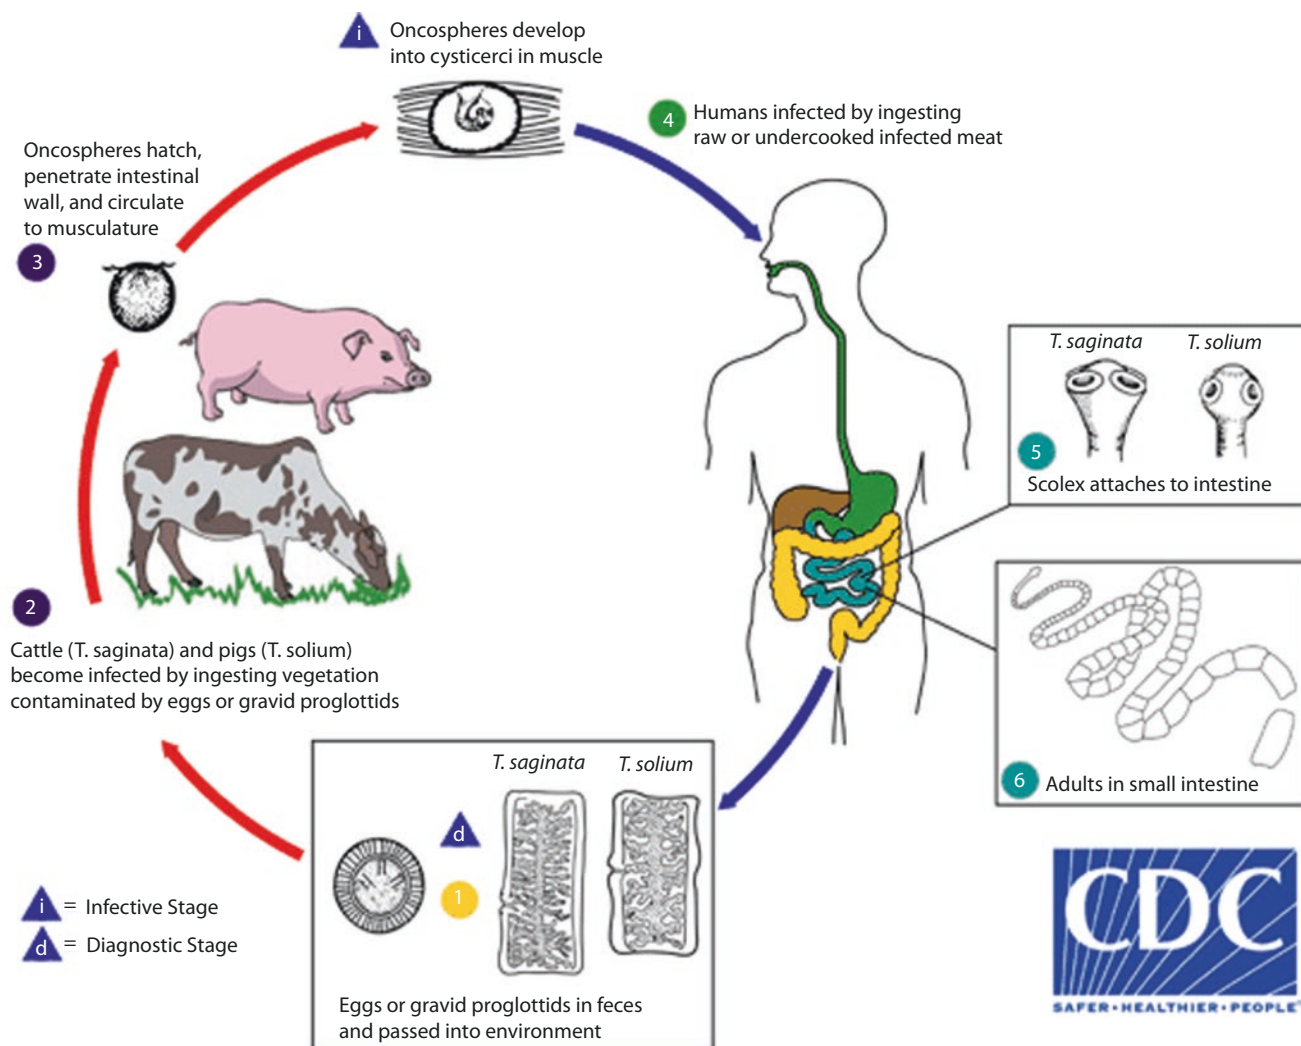 i
Oncospheres develop
into cysticerci in muscle
4
Humans infected by ingesting
raw or undercooked infected meat
Oncospheres hatch,
penetrate intestinal
wall, and circulate
to musculature
3
T. saginata
T. solium
5
Scolex attaches to intestine
2
Cattle (T. saginata) and pigs (T. solium)
become infected by ingesting vegetation
contaminated by eggs or gravid proglottids
6
Adults in small intestine
T. saginata
T. solium
d
1
Eggs or gravid proglottids in feces
and passed into environment
i = Infective Stage
d = Diagnostic Stage
CDC
SAFER•HEALTHIER•PEOPLE